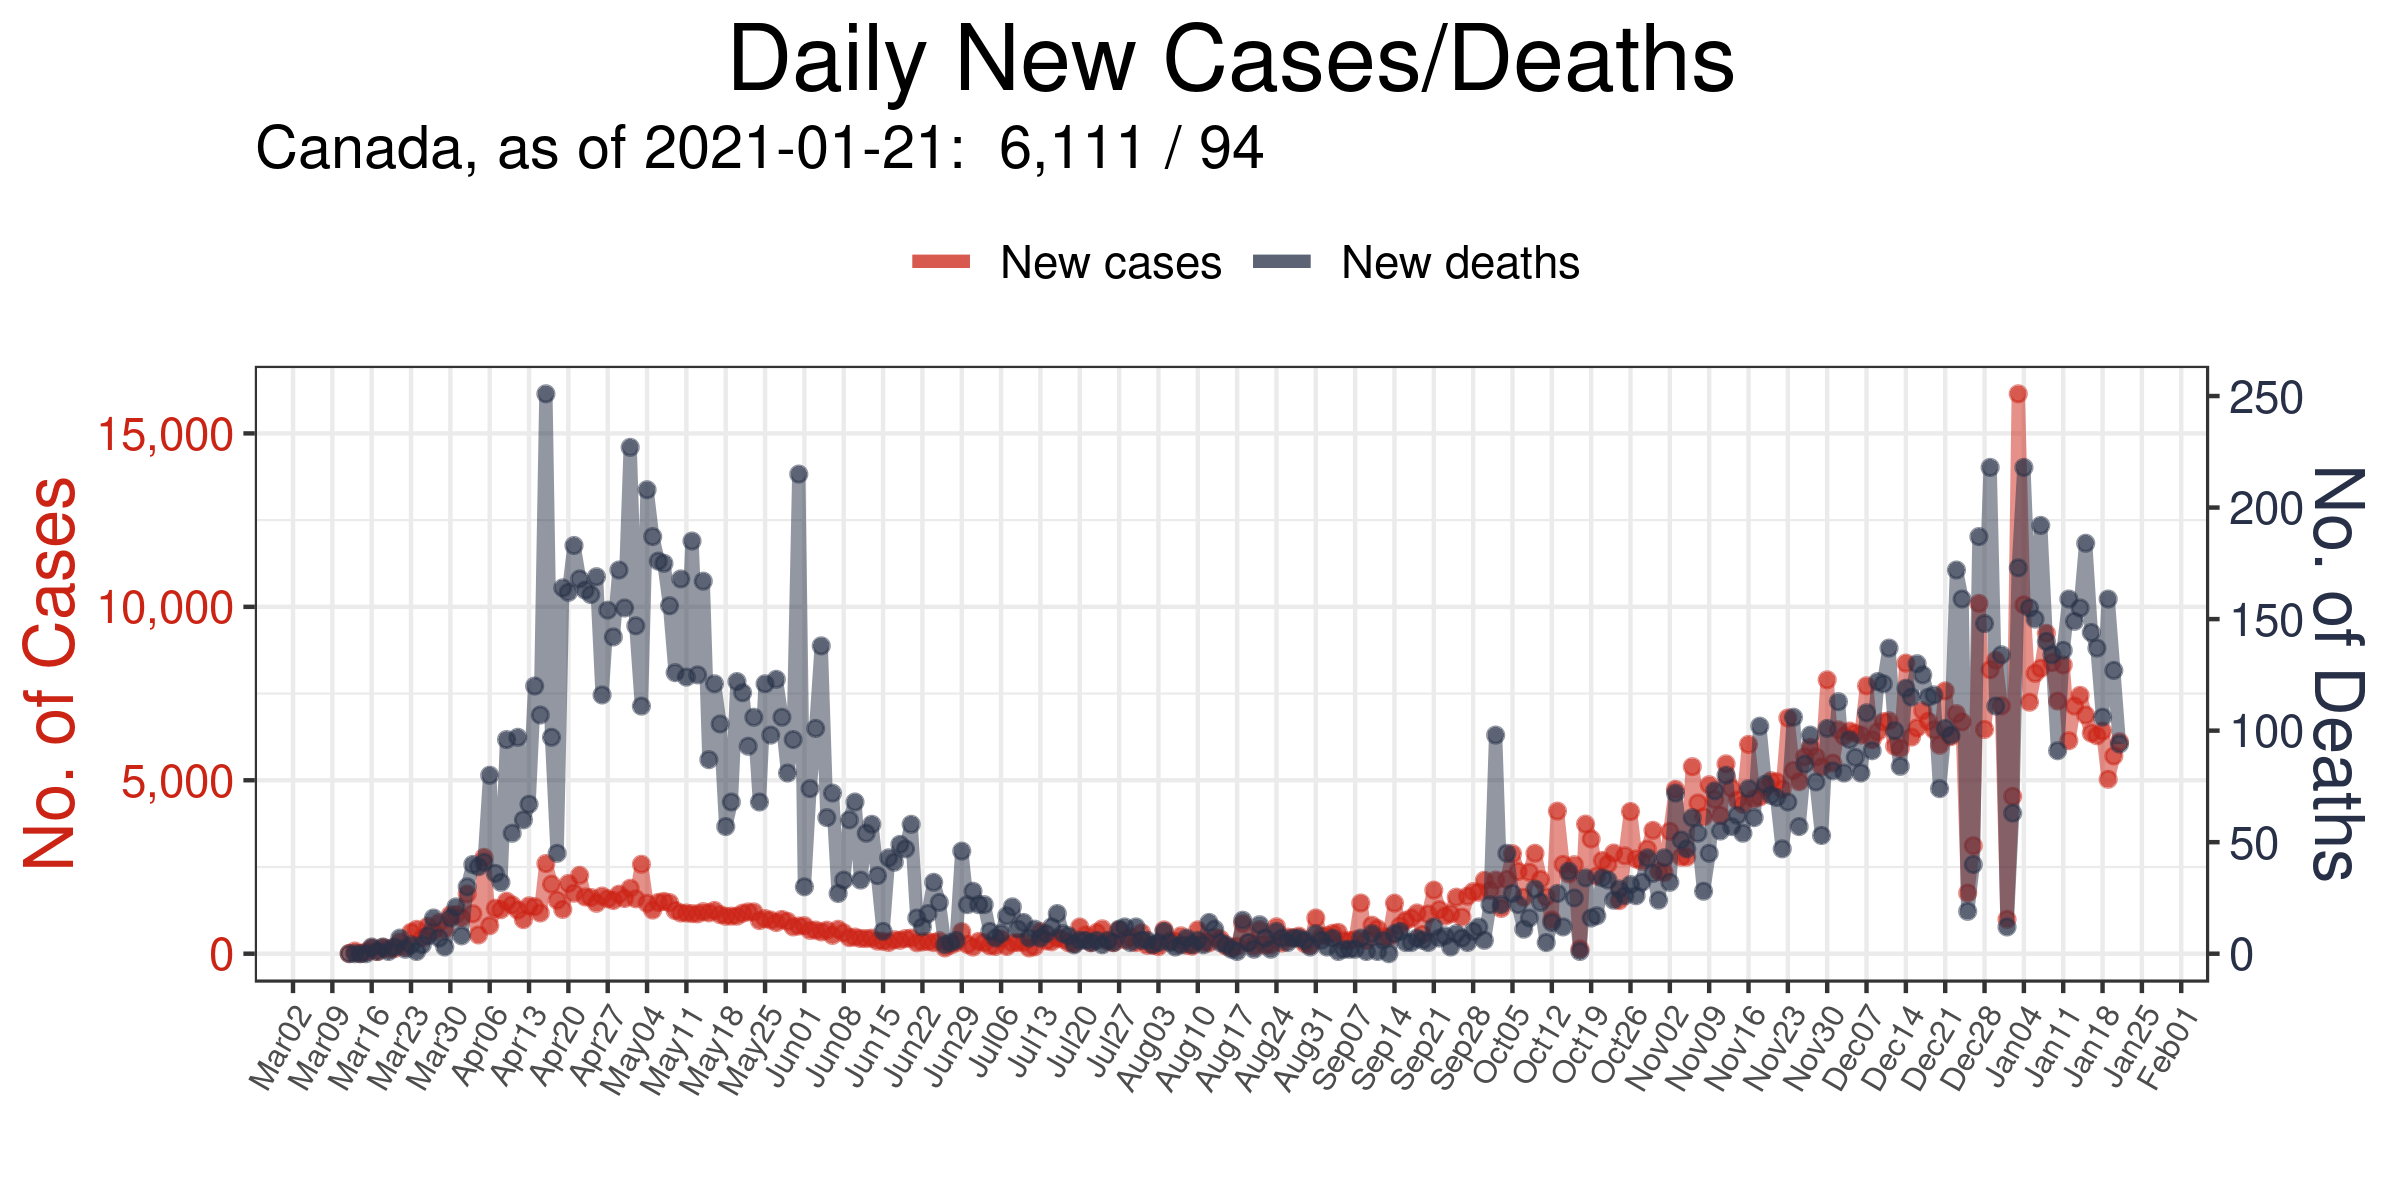 Daily New Cases/Deaths
Canada, as of 2021-01-21:  6,111 / 94
New cases
New deaths
No. of Cases
15,000
10,000
5,000
0
250
200
150
100
50
0
No. of Deaths
Mar02
Mar09
Mar16
Mar23
Mar30
Apr06
Apr13
Apr20
Apr27
May04
May11
May18
May25
Jun01
Jun08
Jun15
Jun22
Jun29
Jul06
Jul13
Jul20
Jul27
Aug03
Aug10
Aug17
Aug24
Aug31
Sep07
Sep14
Sep21
Sep28
Oct05
Oct12
Oct19
Oct26
Nov02
Nov09
Nov16
Nov23
Nov30
Dec07
Dec14
Dec21
Dec28
Jan04
Jan11
Jan18
Jan25
Feb01